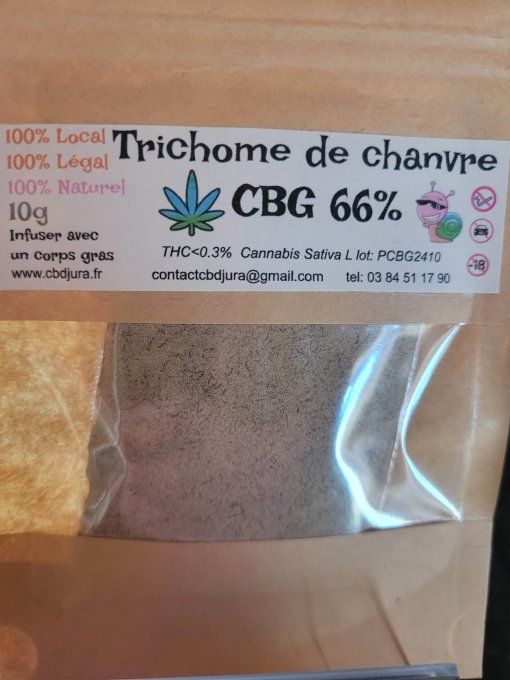 100% Local
100% Légal
100% Naturel
10g
Infuser avec
un corps gras
www.cbdjura.fr
Trichome de chanvre
CBG 66%
THC<0.3% Cannabis Sativa L lot: PCBG2410
contactcbdjura@gmail.com tel: 03 84 51 17 90
-18